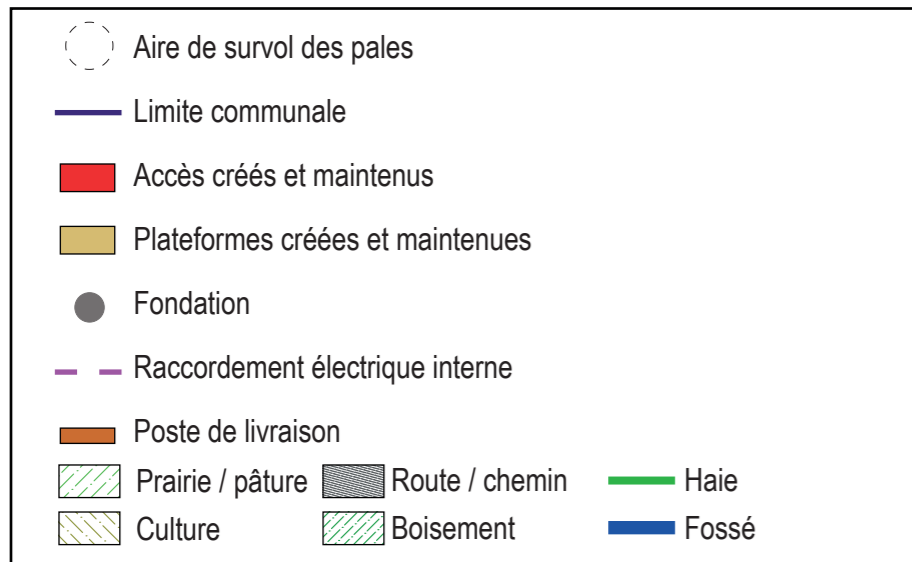 Aire de survol des pales
Limite communale
Accès créés et maintenus
Plateformes créées et maintenues
Fondation
Raccordement électrique interne
Poste de livraison
Prairie / pâture Route / chemin Haie
Culture Boisement Fossé